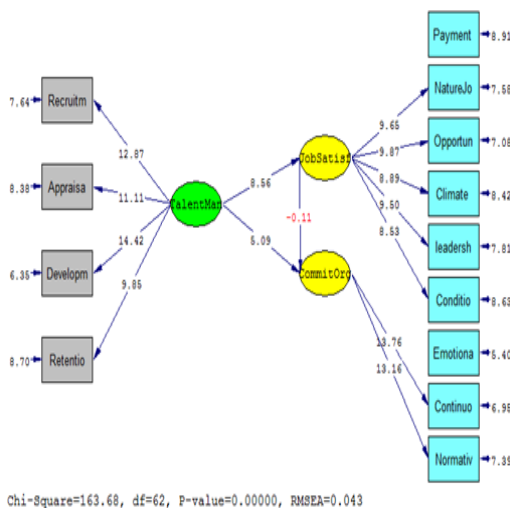 Payment
8.91
NatureJo
7.58
7.64
Recruitm
9.65
12.87
Opportun
7.08
9.87
JobSatisf
8.56
8.89
Climate
8.42
8.38
Appraisa
11.11
TalentMan
9.50
-0.11
leadersh
7.81
8.53
5.09
14.42
6.35
Developm
CommitOrg
Conditio
8.63
9.85
13.76
Emotiona
5.40
8.70
Retentio
13.16
Continuo
6.95
Normativ
7.39
Chi-Square=163.68, df=62, P-value=0.00000, RMSEA=0.043